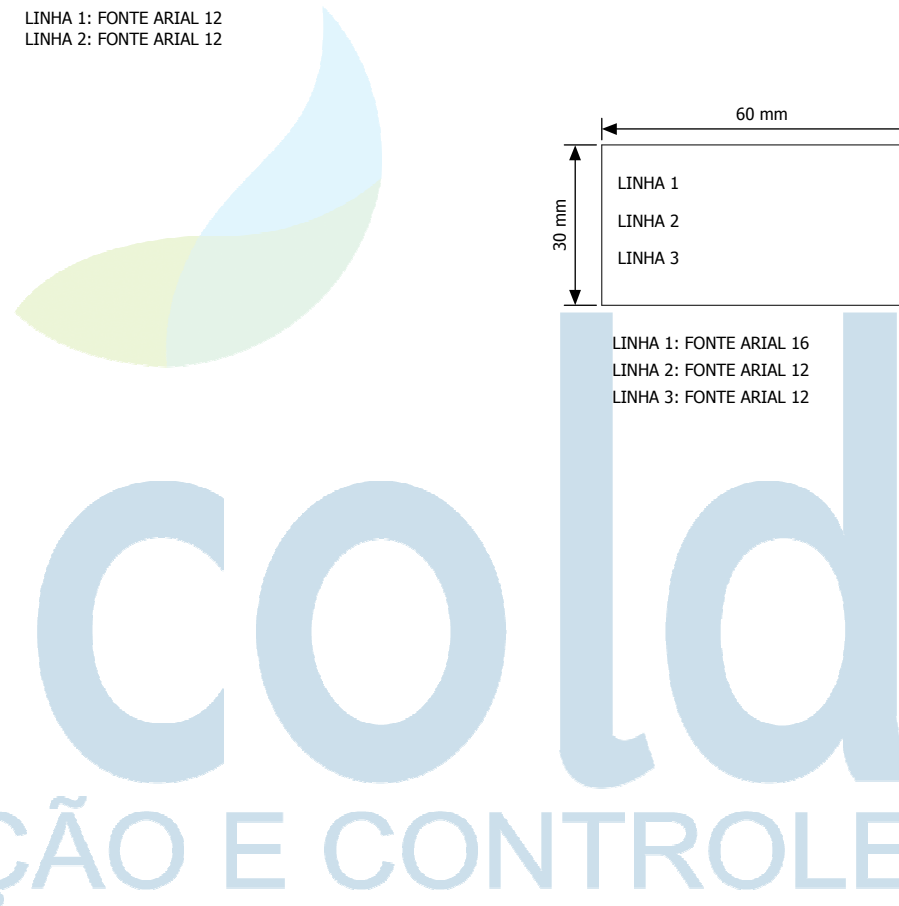 LINHA 1: FONTE ARIAL 12
LINHA 2: FONTE ARIAL 12
60 mm
30 mm
LINHA 1
LINHA 2
LINHA 3
LINHA 1: FONTE ARIAL 16
LINHA 2: FONTE ARIAL 12
LINHA 3: FONTE ARIAL 12
cold
ÇÃO E CONTROLE